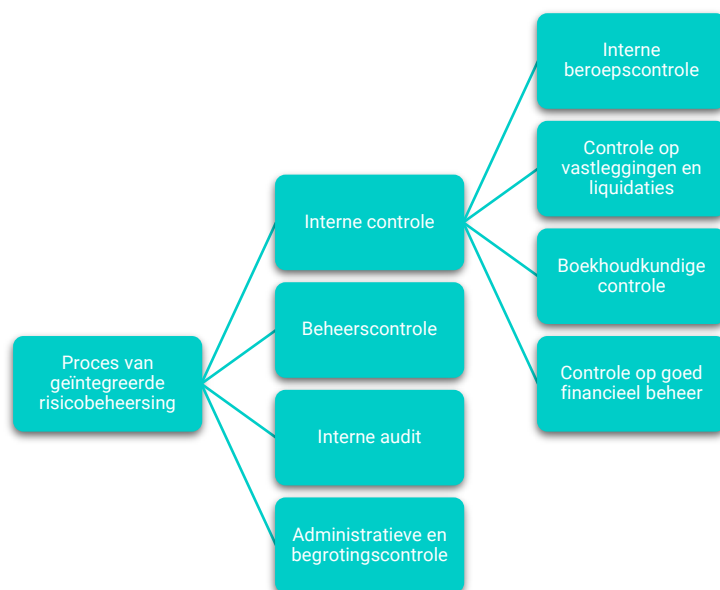 Proces van
geïntegreerde
risicobeheersing
Interne controle
Interne
beroepscontrole
Controle op
vastleggingen en
liquidaties
Boekhoudkundige
controle
Controle op goed
financieel beheer
Beheerscontrole
Interne audit
Administratieve en
begrotingscontrole